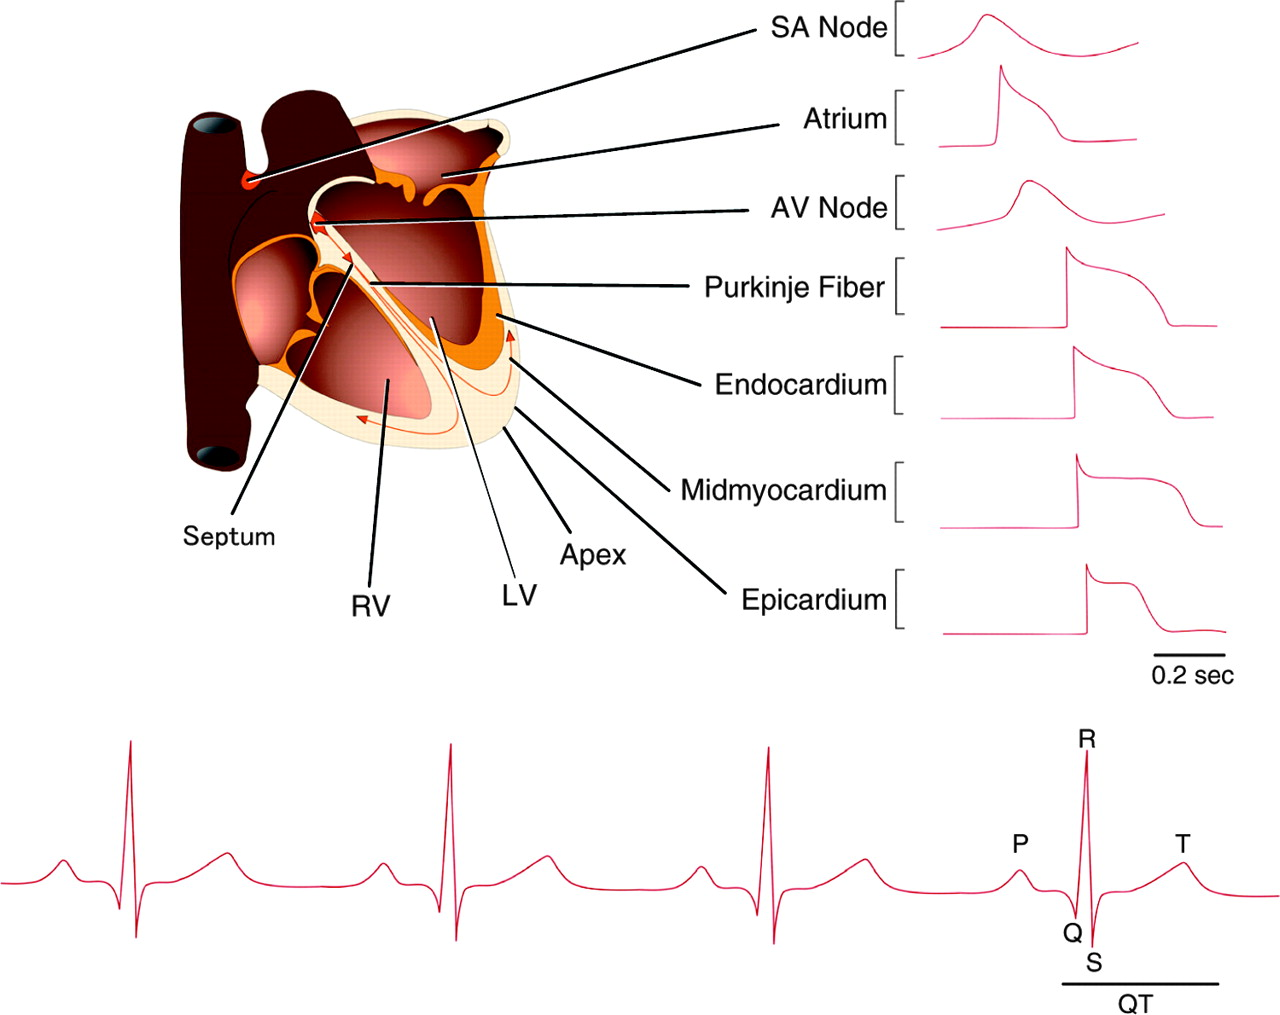 SA Node
Atrium
AV Node
Purkinje Fiber
Endocardium
Midmyocardium
Epicardium
Septum
Apex
LV
RV
0.2 sec
R
P
T
Q
S
QT